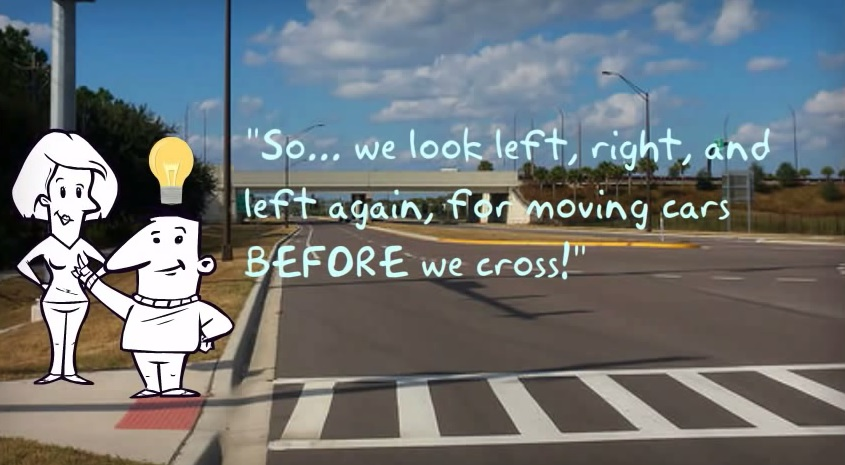 "So... we look left, right, and
left again, for moving cars
BEFORE we cross!"